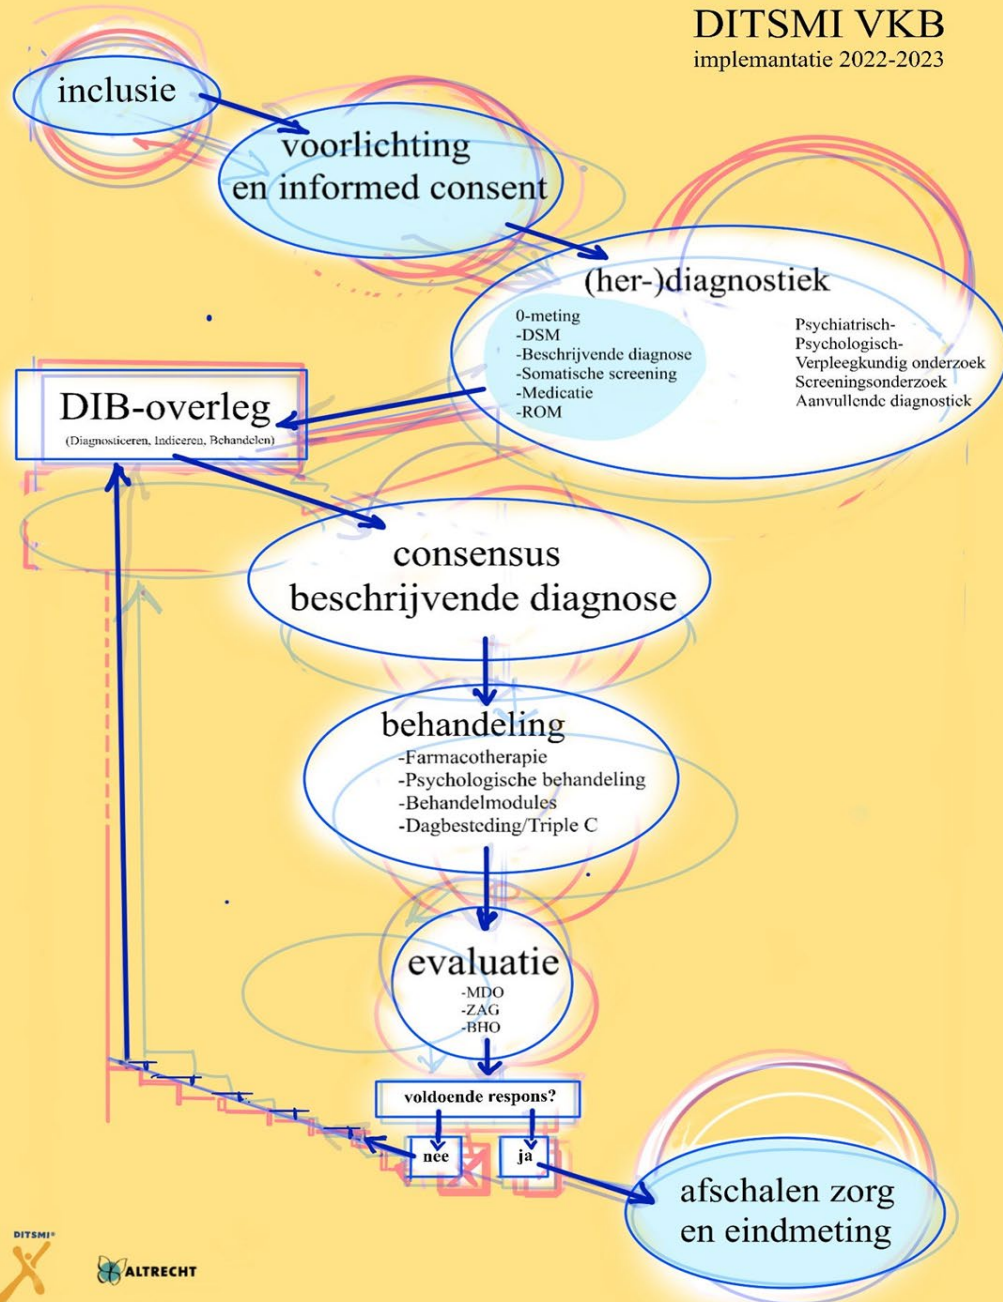 DITSMI VKB
implemantatie 2022-2023
inclusie
voorlichting
en informed consent
(her-)diagnostiek
0-meting
-DSM
-Beschrijvende diagnose
-Somatische screening
-Medicatie
-ROM
Psychiatrisch-
Psychologisch-
Verpleegkundig onderzoek
Screeningsonderzoek
Aanvullende diagnostiek
DIB-overleg
(Diagnosticeren, Indiceren, Behandelen)
consensus
beschrijvende diagnose
behandeling
-Farmacotherapie
-Psychologische behandeling
-Behandelmodules
-Dagbesteding/Triple C
evaluatie
-MDO
-ZAG
-BHO
voldoende respons?
nee
ja
afschalen zorg
en eindmeting
DITSMI®
ALTRECHT